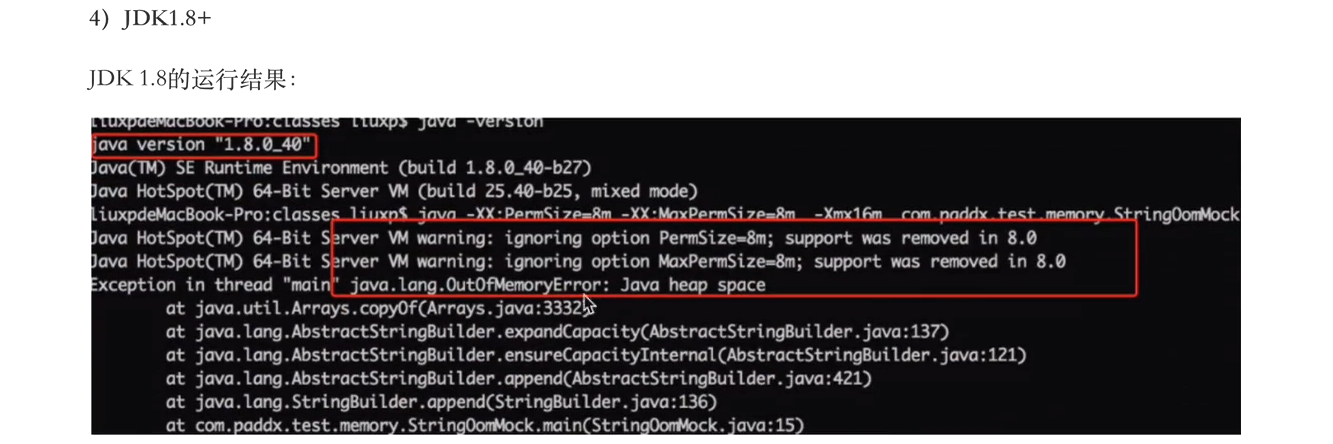 4）JDK1.8+
JDK 1.8的运行结果：
liuxpdeMacBook-Pro:classes liuxp$ java -version
java version "1.8.0_40"
Java(TM) SE Runtime Environment (build 1.8.0_40-b27)
Java HotSpot(TM) 64-Bit Server VM (build 25.40-b25, mixed mode)
liuxpdeMacBook-Pro:classes liuxp$ java -XX:PermSize=8m -XX:MaxPermSize=8m  -Xmx16m  com.paddx.test.memory.StringOomMock
Java HotSpot(TM) 64-Bit Server VM warning: ignoring option PermSize=8m; support was removed in 8.0
Java HotSpot(TM) 64-Bit Server VM warning: ignoring option MaxPermSize=8m; support was removed in 8.0
Exception in thread "main" java.lang.OutOfMemoryError: Java heap space
at java.util.Arrays.copyOf(Arrays.java:3332)
at java.lang.AbstractStringBuilder.expandCapacity(AbstractStringBuilder.java:137)
at java.lang.AbstractStringBuilder.ensureCapacityInternal(AbstractStringBuilder.java:121)
at java.lang.AbstractStringBuilder.append(AbstractStringBuilder.java:421)
at java.lang.StringBuilder.append(StringBuilder.java:136)
at com.paddx.test.memory.StringOomMock.main(StringOomMock.java:15)